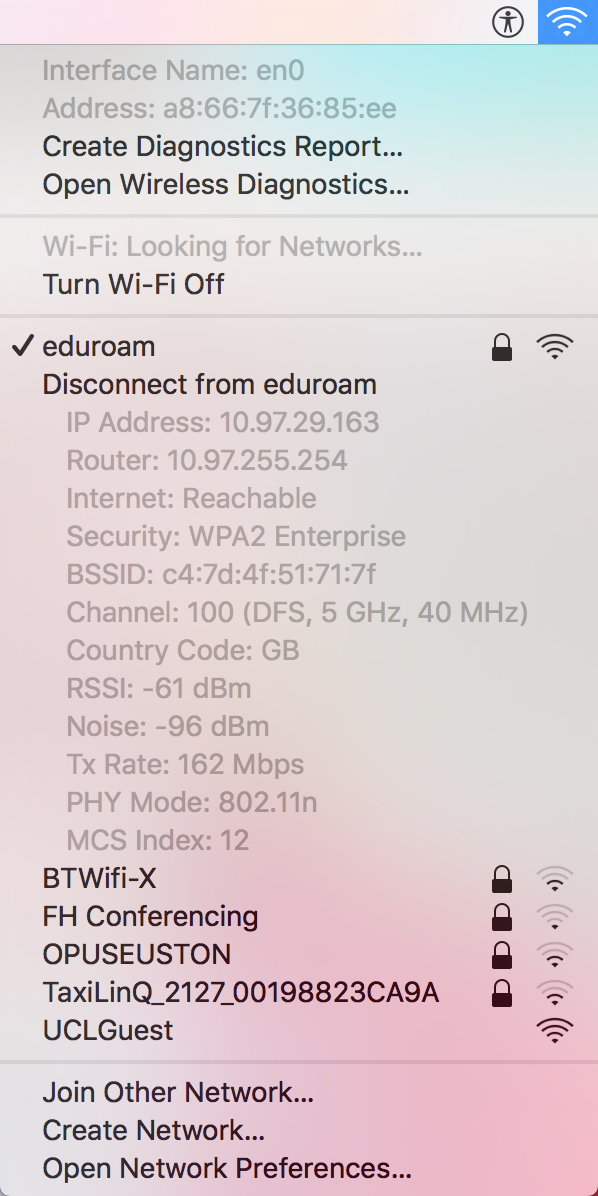 Interface Name: en0
Address: a8:66:7f:36:85:ee
Create Diagnostics Report...
Open Wireless Diagnostics...
Wi-Fi: Looking for Networks...
Turn Wi-Fi Off
eduroam
Disconnect from eduroam
IP Address: 10.97.29.163
Router: 10.97.255.254
Internet: Reachable
Security: WPA2 Enterprise
BSSID: c4:7d:4f:51:71:7f
Channel: 100 (DFS, 5 GHz, 40 MHz)
Country Code: GB
RSSI: -61 dBm
Noise: -96 dBm
Tx Rate: 162 Mbps
PHY Mode: 802.11n
MCS Index: 12
BTWifi-X
FH Conferencing
OPUSEUSTON
TaxiLinQ_2127_00198823CA9A
UCLGuest
Join Other Network...
Create Network...
Open Network Preferences...